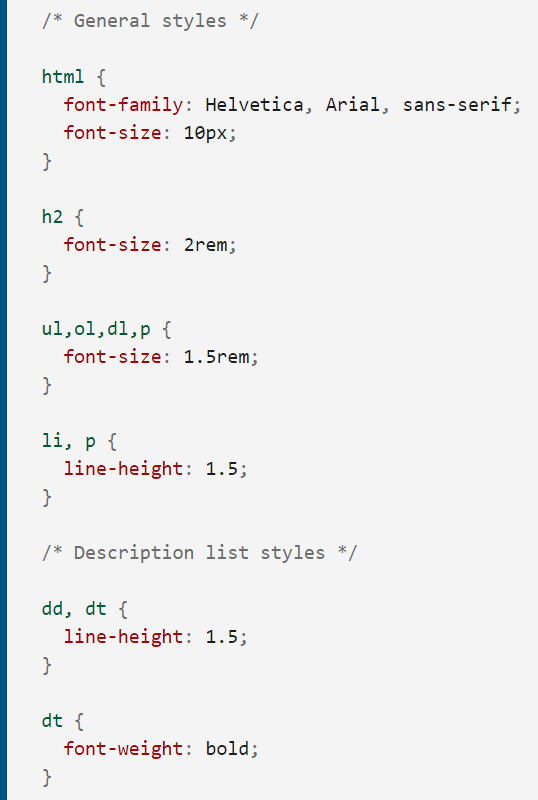 /* General styles */
html {
font-family: Helvetica, Arial, sans-serif;
font-size: 10px;
}
h2 {
font-size: 2rem;
}
ul,ol,dl,p {
font-size: 1.5rem;
}
li, p {
line-height: 1.5;
}
/* Description list styles */
dd, dt {
line-height: 1.5;
}
dt {
font-weight: bold;
}